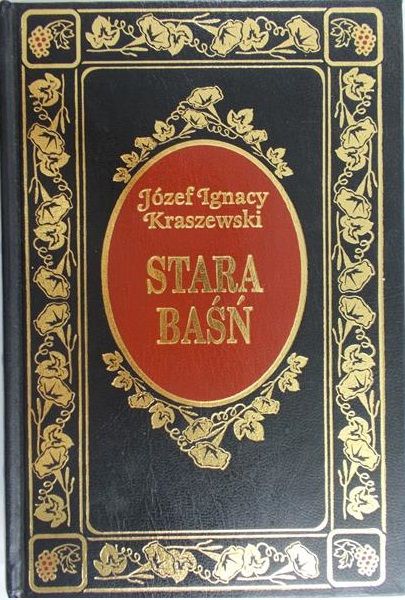 Józef Ignacy
Kraszewski
STARA
BAŚŃ